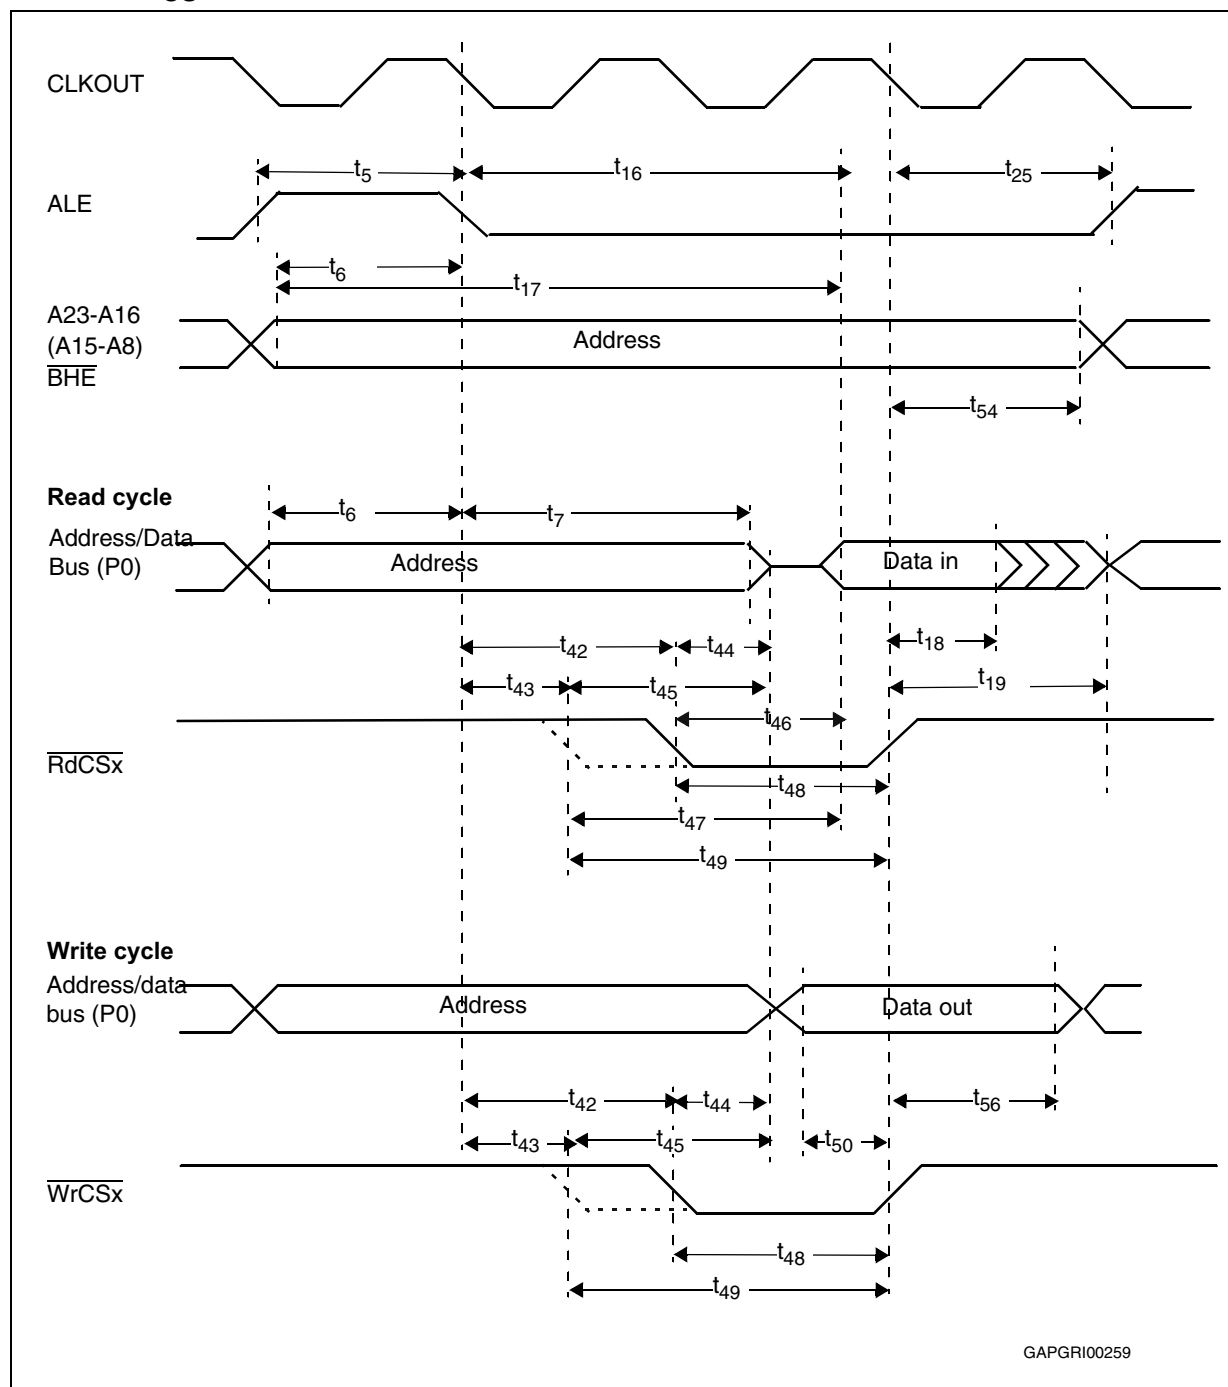 CLKOUT
t5 t16 t25
ALE
t6
t17
A23-A16
(A15-A8)
BHE
Address
t54
Read cycle
t6 t7
Address/Data
Bus (P0)
Address Data in
t18
t42 t44
t19
t43 t45
t46
RdCSx
t48
t47
t49
Write cycle
Address/data
bus (P0)
Address Data out
t42 t44 t56
t43 t45 t50
WrCSx
t48
t49
GAPGRI00259